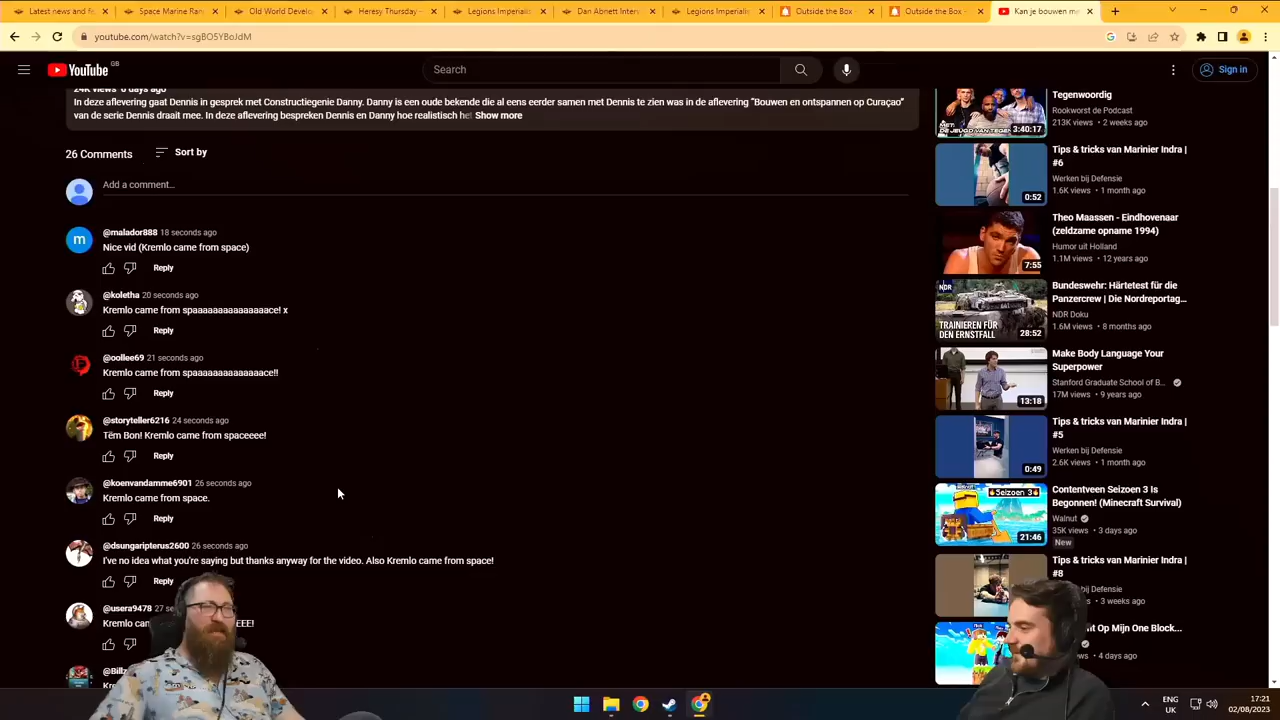 Latest news and fe
Space Marine Ran
Old World Develo
Heresy Thursday -
Legions Imperialis
Dan Abnett Interv
Legions Imperialis
Outside the Box -
Outside the Box -
Kan je bouwen me
youtube.com/watch?v=sgBO5YBoJdM
YouTube GB
Search
Sign in
24K views 6 days ago
In deze aflevering gaat Dennis in gesprek met Constructiegenie Danny. Danny is een oude bekende die al eens eerder samen met Dennis te zien was in de aflevering "Bouwen en ontspannen op Curaçao"
van de serie Dennis draait mee. In deze aflevering bespreken Dennis en Danny hoe realistisch het Show more
26 Comments
Sort by
Add a comment...
@malador888 18 seconds ago
Nice vid (Kremlo came from space)
Reply
@koletha 20 seconds ago
Kremlo came from spaaaaaaaaaaaaaace! x
Reply
@oollee69 21 seconds ago
Kremlo came from spaaaaaaaaaaaaace!!
Reply
@storyteller6216 24 seconds ago
Tëm Bon! Kremlo came from spaceeee!
Reply
@koenvandamme6901 26 seconds ago
Kremlo came from space.
Reply
@dsungaripterus2600 26 seconds ago
I've no idea what you're saying but thanks anyway for the video. Also Kremlo came from space!
Reply
@usera9478 27 se
Kremlo cam
EEE!
@Billz
Tegenwoordig
Rookworst de Podcast
213K views • 2 weeks ago
MET:
DE JEUGD VAN TEGEN
3:40:17
Tips & tricks van Marinier Indra |
#6
Werken bij Defensie
1.6K views • 1 month ago
0:52
Theo Maassen - Eindhovenaar
(zeldzame opname 1994)
Humor uit Holland
1.1M views • 12 years ago
7:55
Bundeswehr: Härtetest für die
Panzercrew | Die Nordreportag...
NDR Doku
1.6M views • 8 months ago
NDR
TRAINIEREN FÜR
DEN ERNSTFALL
28:52
Make Body Language Your
Superpower
Stanford Graduate School of B...
17M views • 9 years ago
13:18
Tips & tricks van Marinier Indra |
#5
Werken bij Defensie
2.6K views • 1 month ago
0:49
Contentveen Seizoen 3 Is
Begonnen! (Minecraft Survival)
Walnut
35K views • 3 days ago
New
Seizoen 3
21:46
Tips & tricks van Marinier Indra |
#8
Werken bij Defensie
• 3 weeks ago
Op Mijn One Block...
• 4 days ago
ENG
UK
17:21
02/08/2023